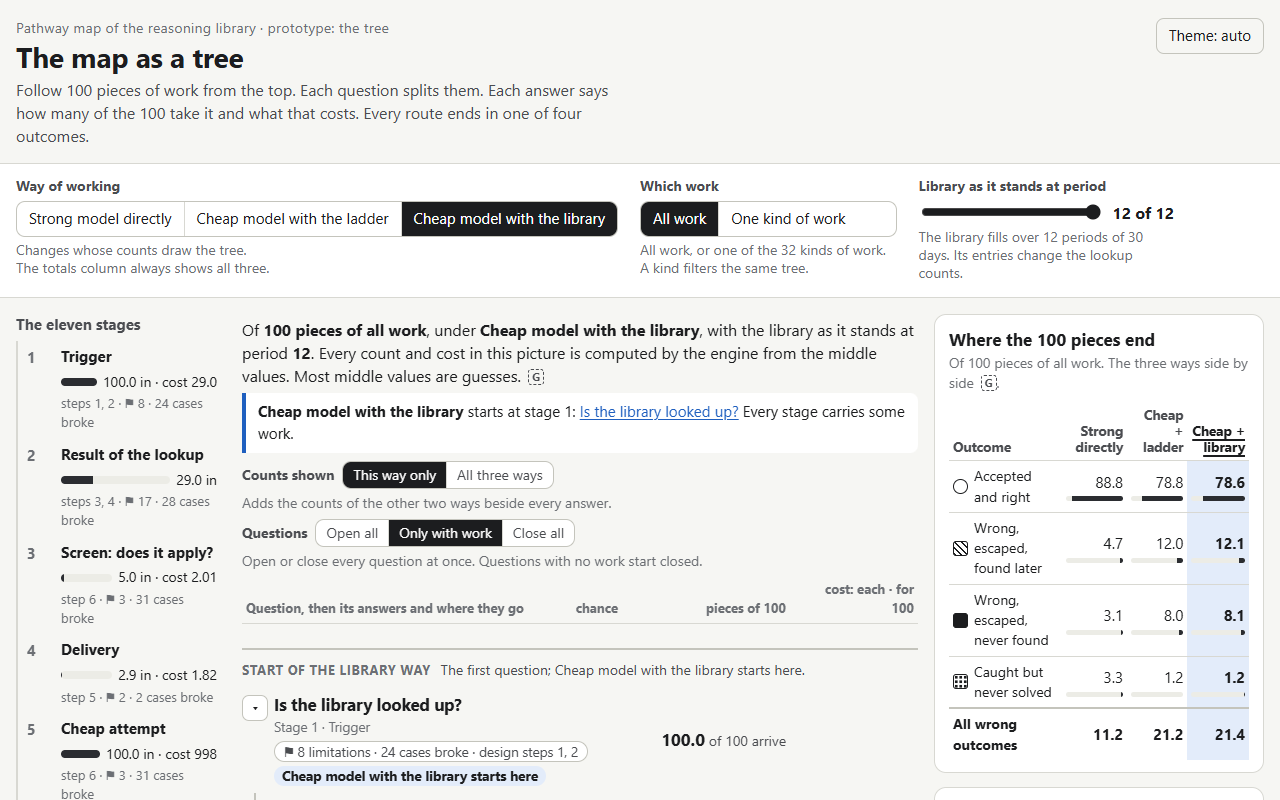 Pathway map of the reasoning library · prototype: the tree
The map as a tree
Follow 100 pieces of work from the top. Each question splits them. Each answer says
how many of the 100 take it and what that costs. Every route ends in one of four
outcomes.
Theme: auto
Way of working
Strong model directly
Cheap model with the ladder
Cheap model with the library
Changes whose counts draw the tree.
The totals column always shows all three.
Which work
All work
One kind of work
All work, or one of the 32 kinds of work.
A kind filters the same tree.
Library as it stands at period
12 of 12
The library fills over 12 periods of 30
days. Its entries change the lookup
counts.
The eleven stages
1 Trigger
100.0 in · cost 29.0
steps 1, 2 · ⚑ 8 · 24 cases
broke
2 Result of the lookup
29.0 in
steps 3, 4 · ⚑ 17 · 28 cases
broke
3 Screen: does it apply?
5.0 in · cost 2.01
step 6 · ⚑ 3 · 31 cases
broke
4 Delivery
2.9 in · cost 1.82
step 5 · ⚑ 2 · 2 cases broke
5 Cheap attempt
100.0 in · cost 998
step 6 · ⚑ 3 · 31 cases
broke
Of 100 pieces of all work, under Cheap model with the library, with the library as it stands at
period 12. Every count and cost in this picture is computed by the engine from the middle
values. Most middle values are guesses. G
Cheap model with the library starts at stage 1: Is the library looked up? Every stage carries some
work.
Counts shown
This way only
All three ways
Adds the counts of the other two ways beside every answer.
Questions
Open all
Only with work
Close all
Open or close every question at once. Questions with no work start closed.
Question, then its answers and where they go
chance
pieces of 100
cost: each · for
100
START OF THE LIBRARY WAY The first question; Cheap model with the library starts here.
Is the library looked up?
Stage 1 · Trigger
⚑ 8 limitations · 24 cases broke · design steps 1, 2
Cheap model with the library starts here
100.0 of 100 arrive
Where the 100 pieces end
Of 100 pieces of all work. The three ways side by
side G.
Outcome
Strong
directly
Cheap
+
ladder
Cheap +
library
Accepted
and right
88.8 78.8 78.6
Wrong,
escaped,
found later
4.7 12.0 12.1
Wrong,
escaped,
never found
3.1 8.0 8.1
Caught but
never solved
3.3 1.2 1.2
All wrong
outcomes
11.2 21.2 21.4